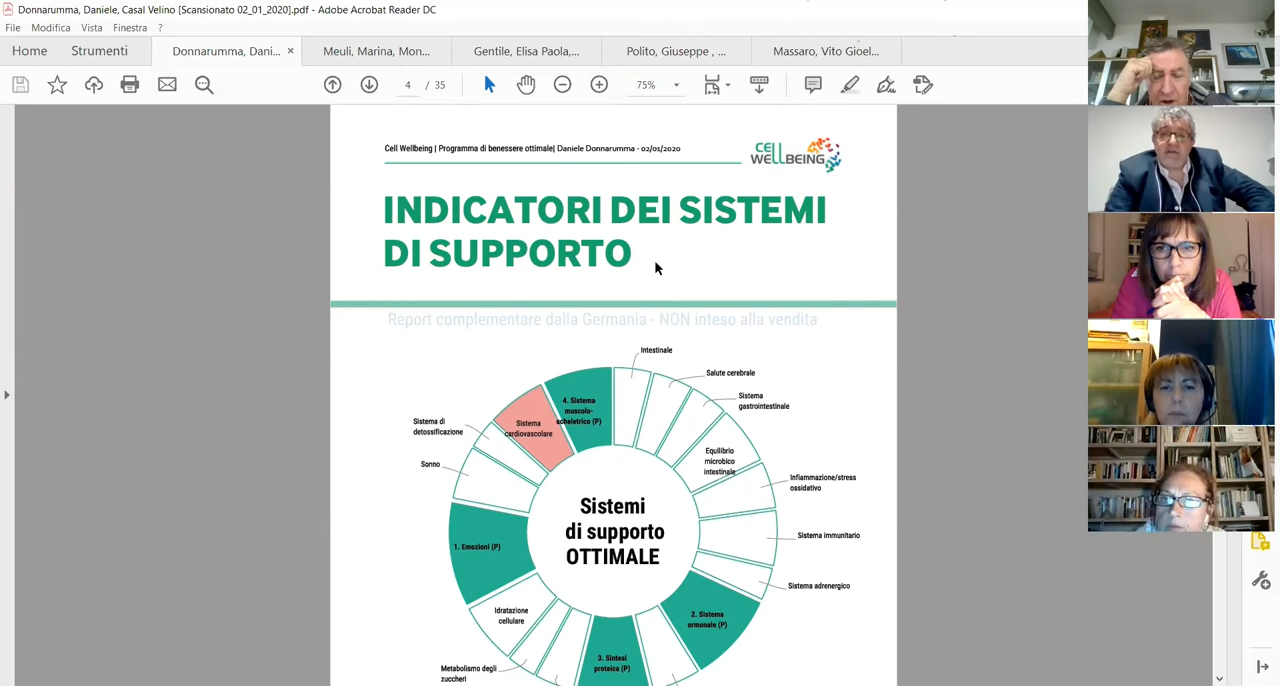 Donnarumma, Daniele, Casal Velino [Scansionato 02_01_2020].pdf - Adobe Acrobat Reader DC
File Modifica Vista Finestra ?
Home Strumenti Donnarumma, Dani... × Meuli, Marina, Mon... Gentile, Elisa Paola,... Polito, Giuseppe , ... Massaro, Vito Gioel...
4 / 35 75%
Cell Wellbeing | Programma di benessere ottimale| Daniele Donnarumma - 02/01/2020
CELL
WELLBEING
INDICATORI DEI SISTEMI
DI SUPPORTO
Report complementare dalla Germania - NON inteso alla vendita
Intestinale
Salute cerebrale
Sistema
gastrointestinale
Equilibrio
microbico
intestinale
Infiammazione/stress
ossidativo
Sistema immunitario
Sistema adrenergico
2. Sistema
ormonale (P)
3. Sintesi
proteica (P)
Metabolismo degli
zuccheri
Idratazione
cellulare
1. Emozioni (P)
Sonno
Sistema di
detossificazione
Sistema
cardiovascolare
4. Sistema
muscolo-
scheletrico (P)
Sistemi
di supporto
OTTIMALE